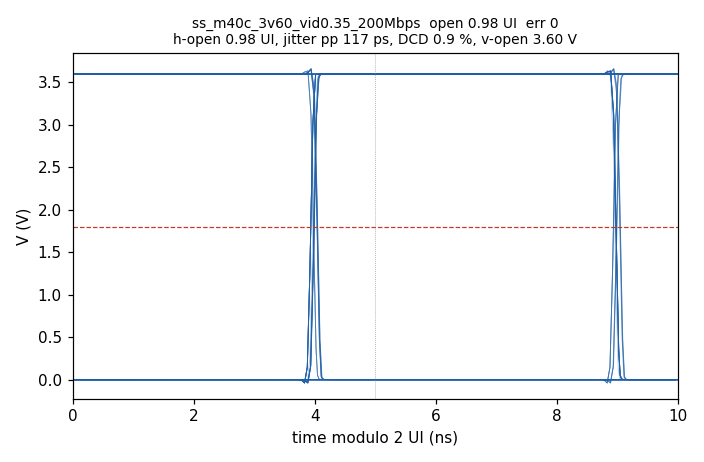 ss_m40c_3v60_vid0.35_200Mbps  open 0.98 UI  err 0
h-open 0.98 UI, jitter pp 117 ps, DCD 0.9 %, v-open 3.60 V
V (V)
3.5
3.0
2.5
2.0
1.5
1.0
0.5
0.0
0 2 4 6 8 10
time modulo 2 UI (ns)